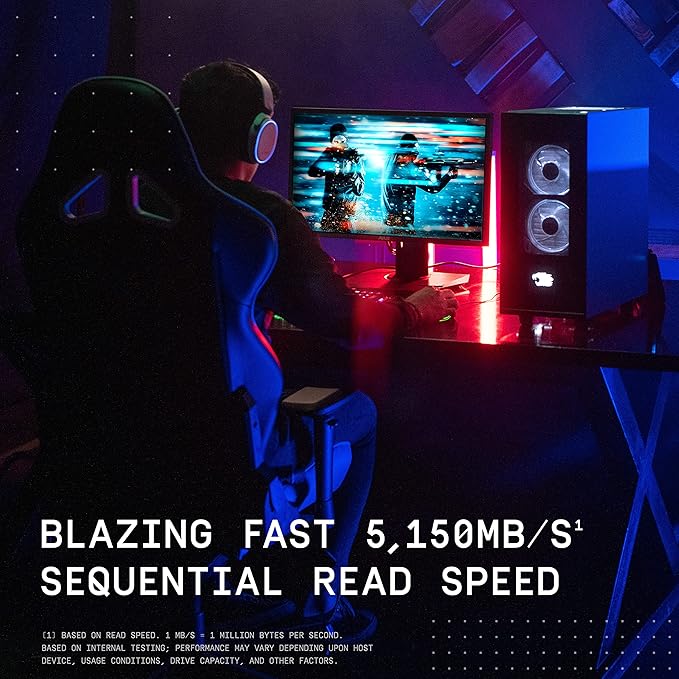 BLAZING FAST 5,150MB/S¹
SEQUENTIAL READ SPEED
[1] BASED ON READ SPEED. 1 MB/S = 1 MILLION BYTES PER SECOND.
BASED ON INTERNAL TESTING; PERFORMANCE MAY VARY DEPENDING UPON HOST
DEVICE, USAGE CONDITIONS, DRIVE CAPACITY, AND OTHER FACTORS.